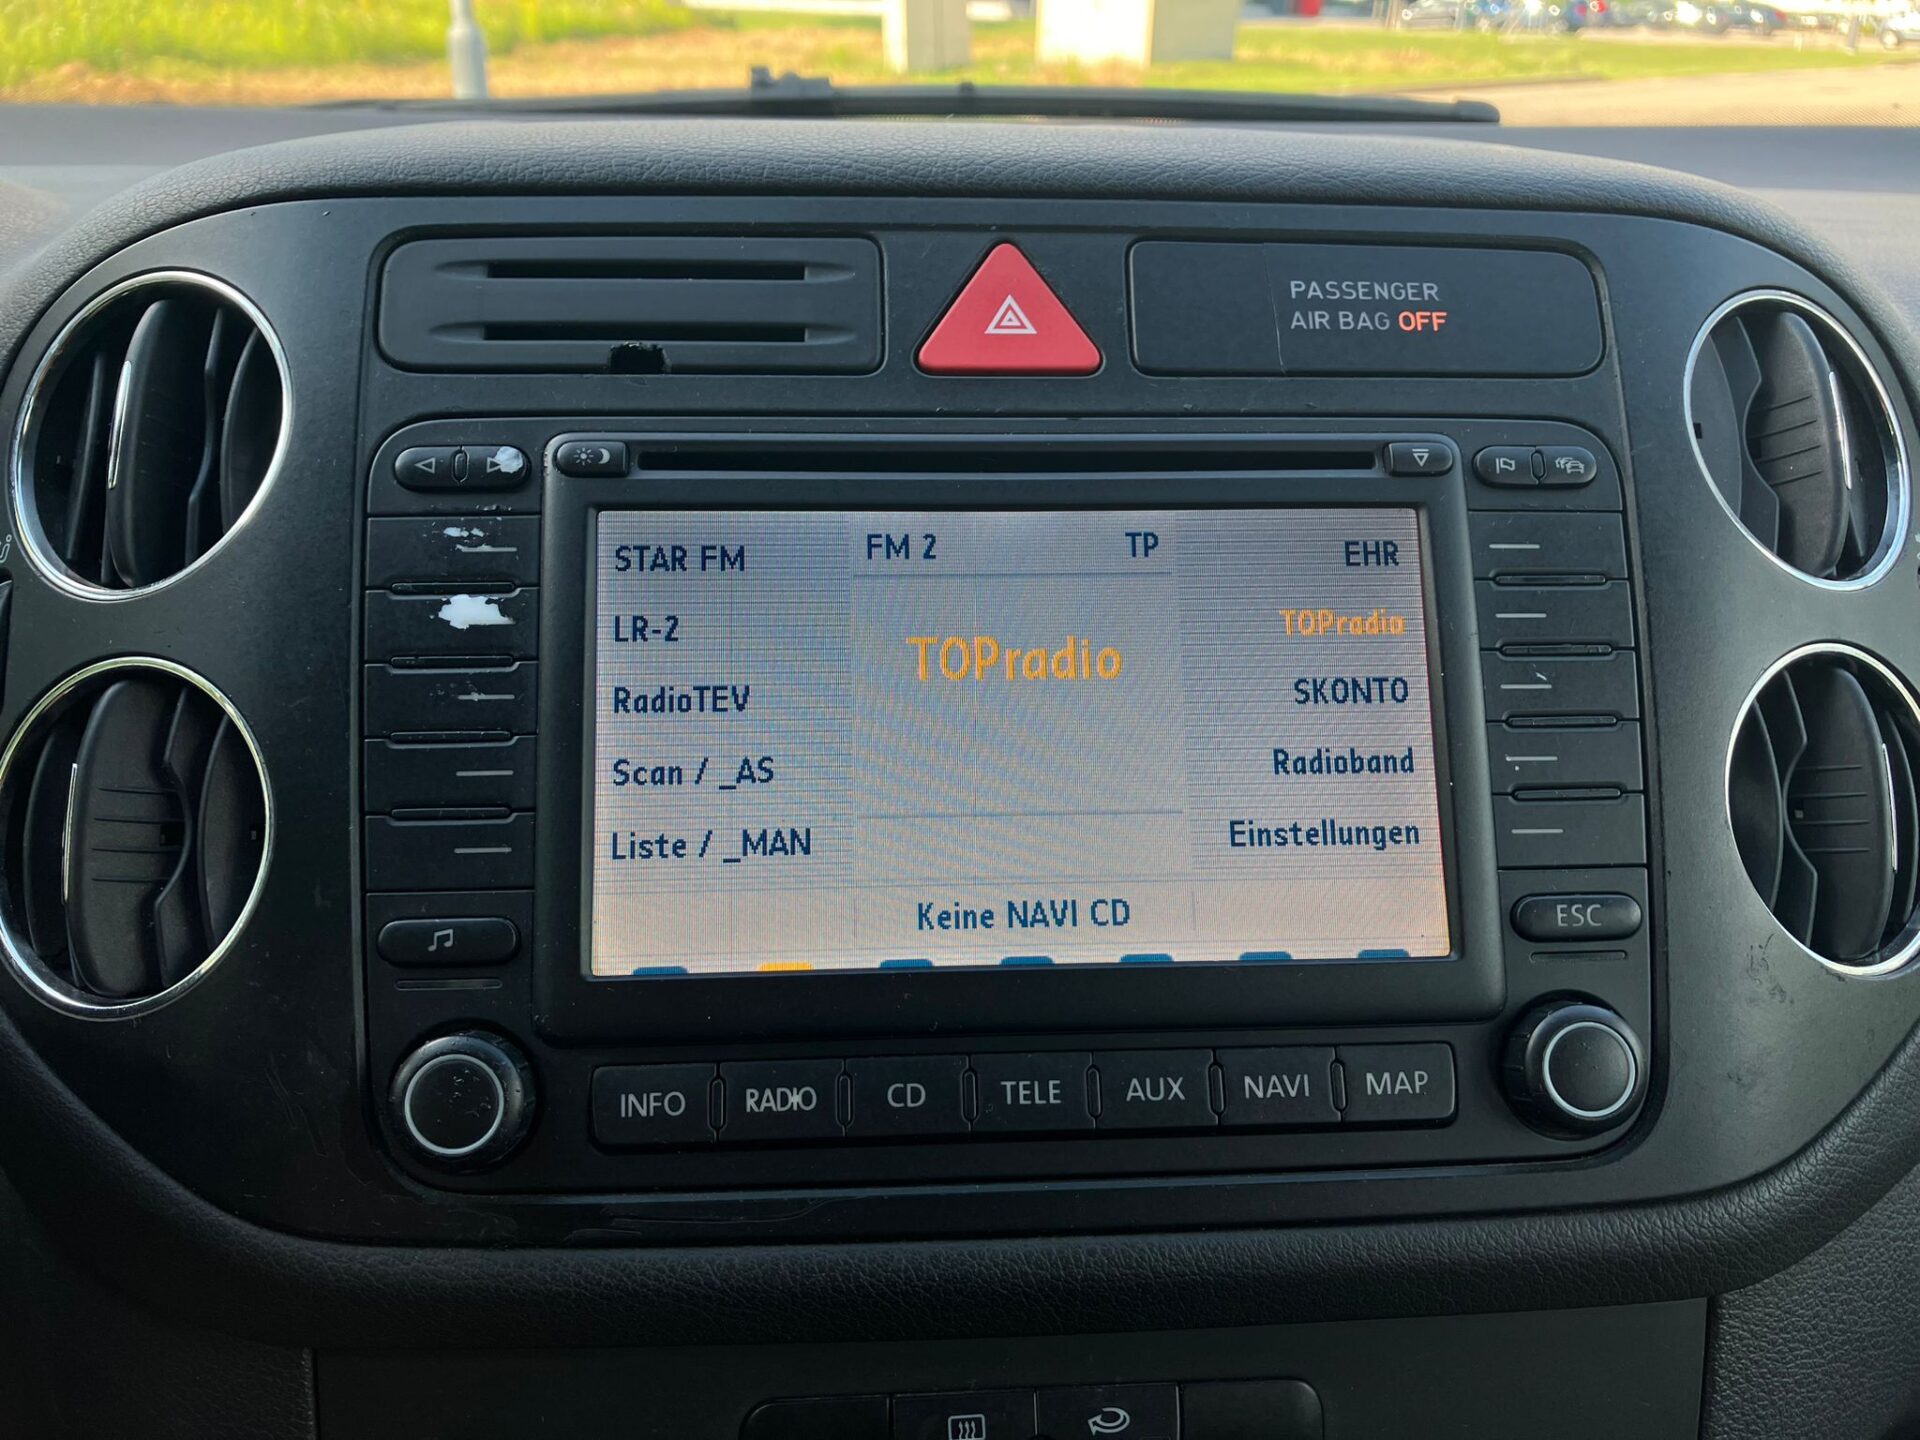 PASSENGER
AIR BAG OFF
STAR FM
FM 2
TP
EHR
LR-2
TOPradio
TOPradio
RadioTEV
SKONTO
Scan / _AS
Radioband
Liste / _MAN
Einstellungen
Keine NAVI CD
ESC
INFO
RADIO
CD
TELE
AUX
NAVI
MAP